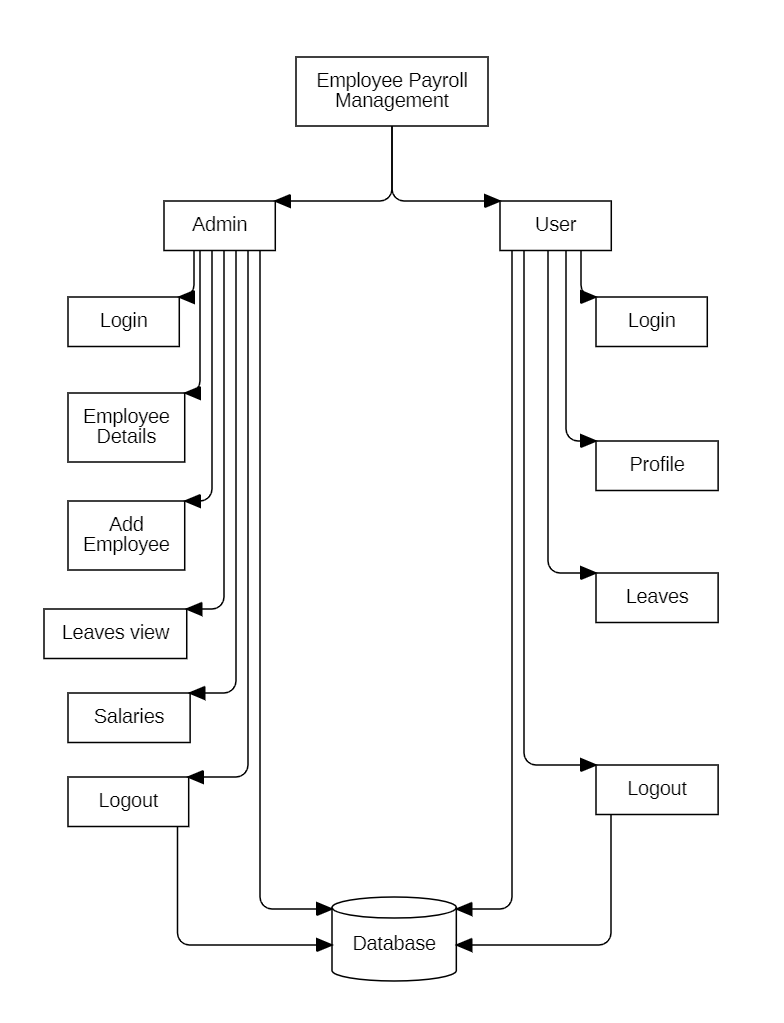 Employee Payroll
Management
Admin
User
Login
Login
Employee
Details
Profile
Add
Employee
Leaves
Leaves view
Salaries
Logout
Logout
Database